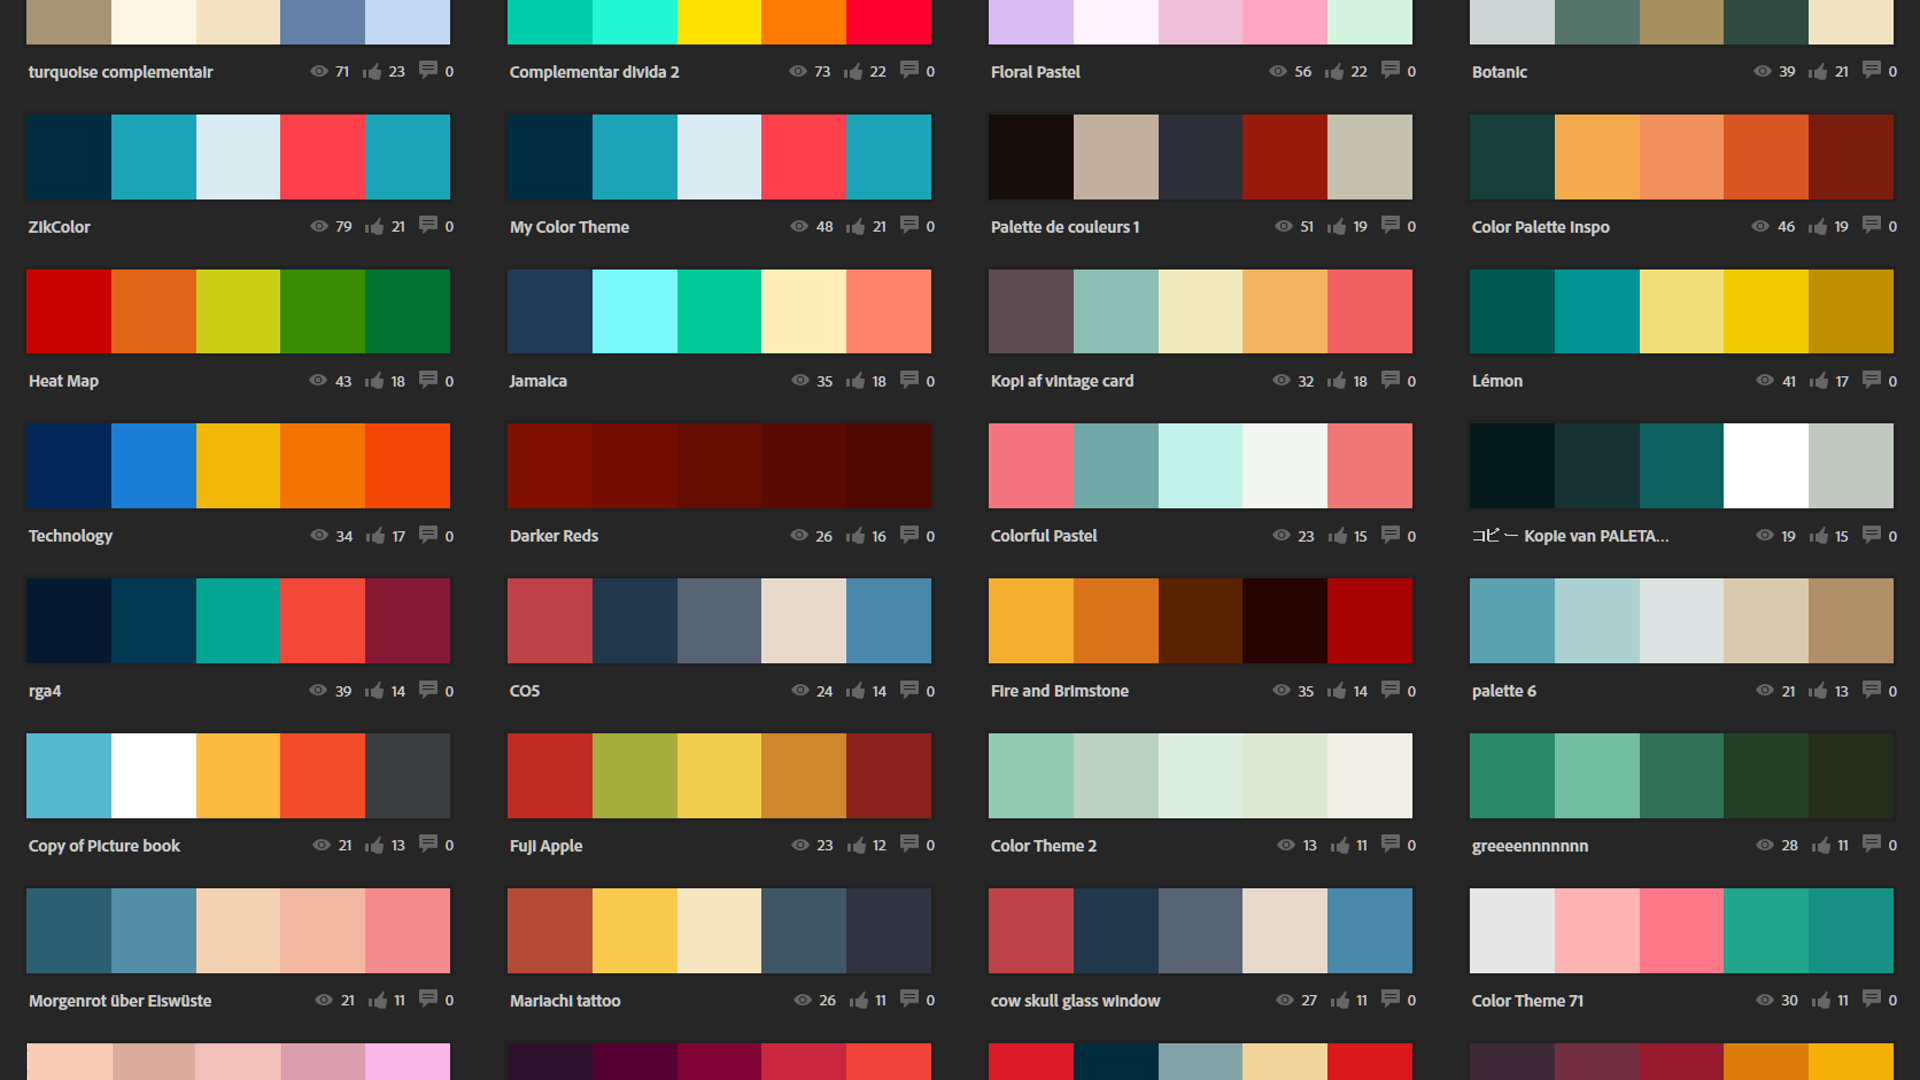 turquoise complementair 71 23 0
Complementar divida 2 73 22 0
Floral Pastel 56 22 0
Botanic 39 21 0
ZikColor 79 21 0
My Color Theme 48 21 0
Palette de couleurs 1 51 19 0
Color Palette Inspo 46 19 0
Heat Map 43 18 0
Jamaica 35 18 0
Kopi af vintage card 32 18 0
Lémon 41 17 0
Technology 34 17 0
Darker Reds 26 16 0
Colorful Pastel 23 15 0
コピー Kopie van PALETA... 19 15 0
rga4 39 14 0
CO5 24 14 0
Fire and Brimstone 35 14 0
palette 6 21 13 0
Copy of Picture book 21 13 0
Fuji Apple 23 12 0
Color Theme 2 13 11 0
greeeennnnnnn 28 11 0
Morgenrot über Eiswüste 21 11 0
Mariachi tattoo 26 11 0
cow skull glass window 27 11 0
Color Theme 71 30 11 0